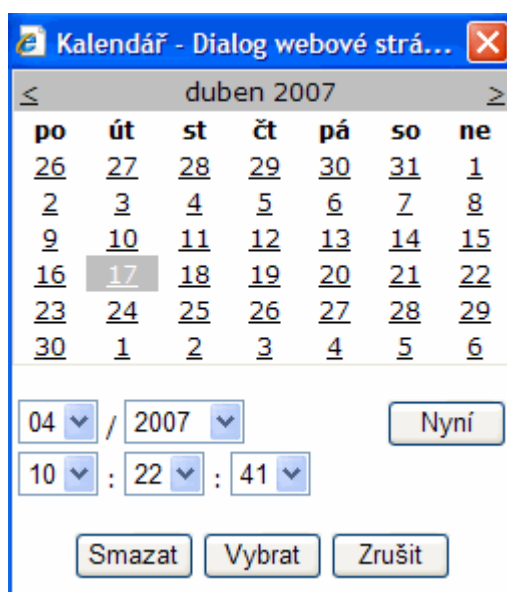 Kalendář - Dialog webové strá...
< duben 2007 >
po út st čt pá so ne
26 27 28 29 30 31 1
2 3 4 5 6 7 8
9 10 11 12 13 14 15
16 17 18 19 20 21 22
23 24 25 26 27 28 29
30 1 2 3 4 5 6
04 / 2007 Nyní
10 : 22 : 41
Smazat Vybrat Zrušit